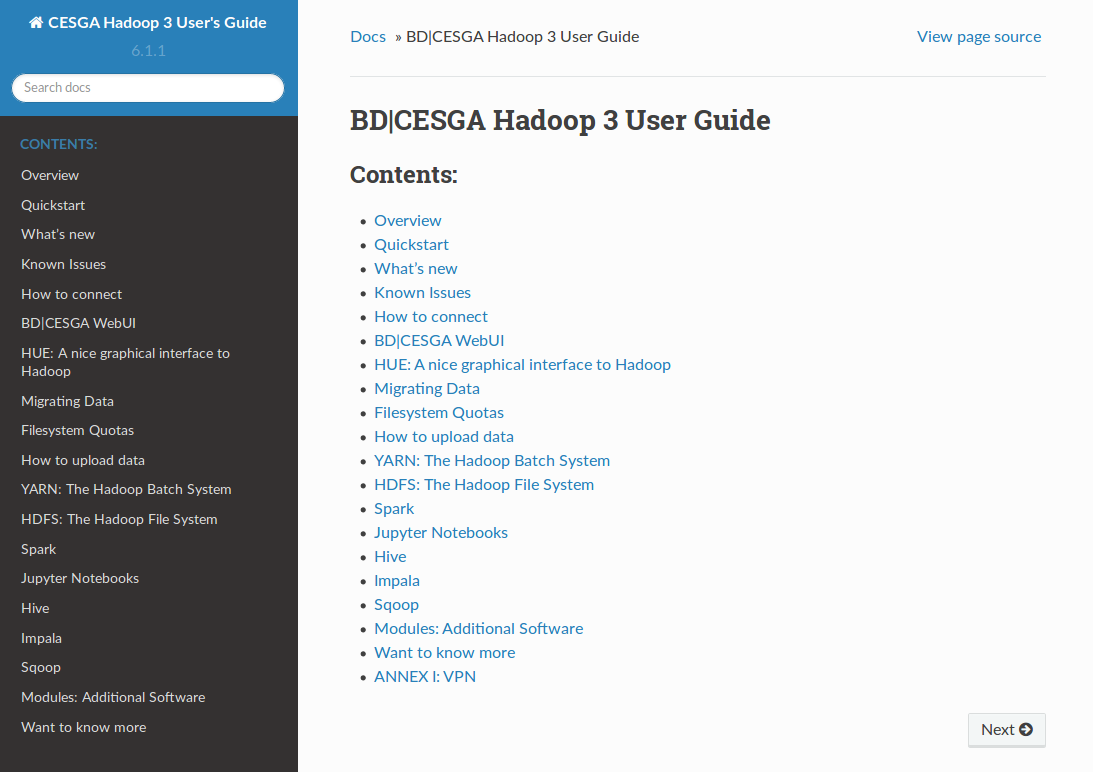 CESGA Hadoop 3 User's Guide
6.1.1
Search docs
CONTENTS:
Overview
Quickstart
What's new
Known Issues
How to connect
BD|CESGA WebUI
HUE: A nice graphical interface to
Hadoop
Migrating Data
Filesystem Quotas
How to upload data
YARN: The Hadoop Batch System
HDFS: The Hadoop File System
Spark
Jupyter Notebooks
Hive
Impala
Sqoop
Modules: Additional Software
Want to know more
Docs » BD|CESGA Hadoop 3 User Guide
View page source
BD|CESGA Hadoop 3 User Guide
Contents:
• Overview
• Quickstart
• What’s new
• Known Issues
• How to connect
• BD|CESGA WebUI
• HUE: A nice graphical interface to Hadoop
• Migrating Data
• Filesystem Quotas
• How to upload data
• YARN: The Hadoop Batch System
• HDFS: The Hadoop File System
• Spark
• Jupyter Notebooks
• Hive
• Impala
• Sqoop
• Modules: Additional Software
• Want to know more
• ANNEX I: VPN
Next